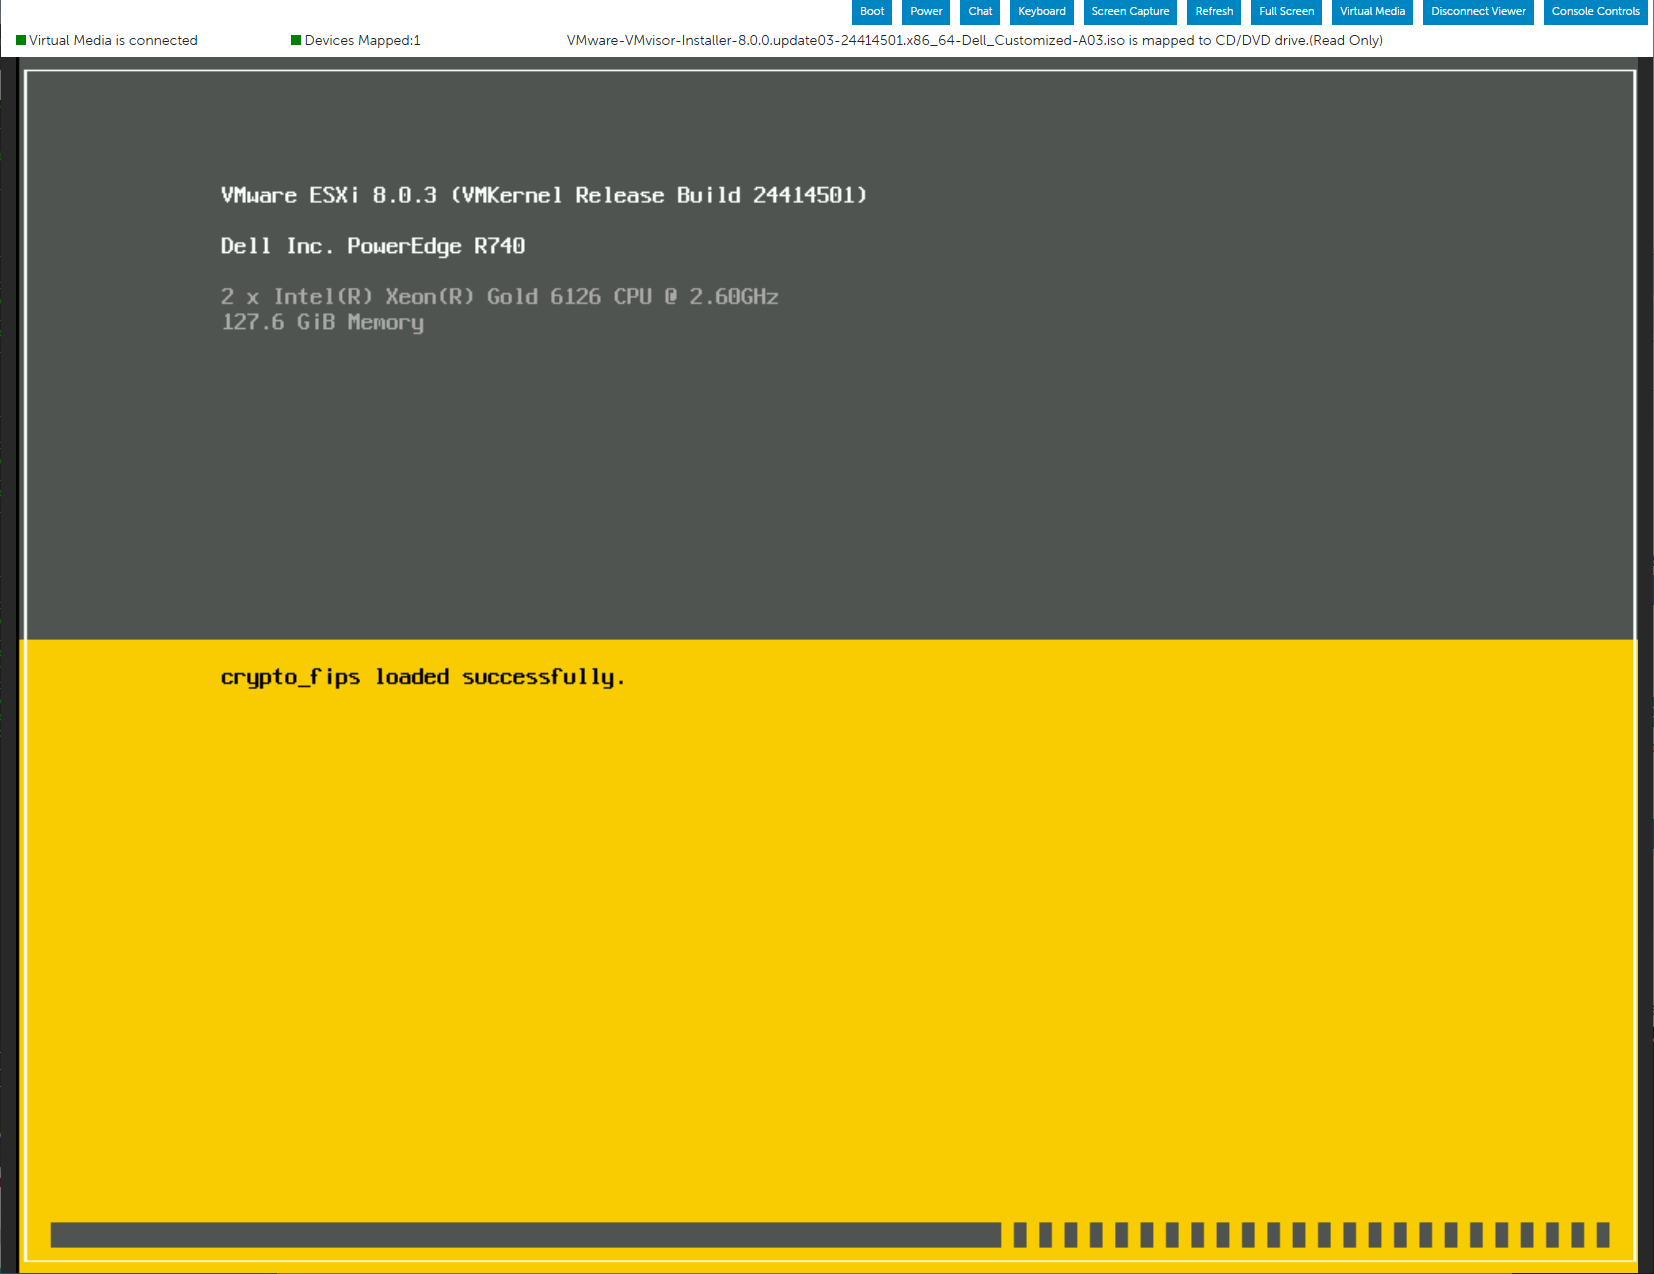 Boot Power Chat Keyboard Screen Capture Refresh Full Screen Virtual Media Disconnect Viewer Console Controls
Virtual Media is connected Devices Mapped:1 VMware-VMvisor-Installer-8.0.0.update03-24414501.x86_64-Dell_Customized-A03.iso is mapped to CD/DVD drive.(Read Only)
VMware ESXi 8.0.3 (VMKernel Release Build 24414501)
Dell Inc. PowerEdge R740
2 x Intel(R) Xeon(R) Gold 6126 CPU @ 2.60GHz
127.6 GiB Memory
crypto_fips loaded successfully.